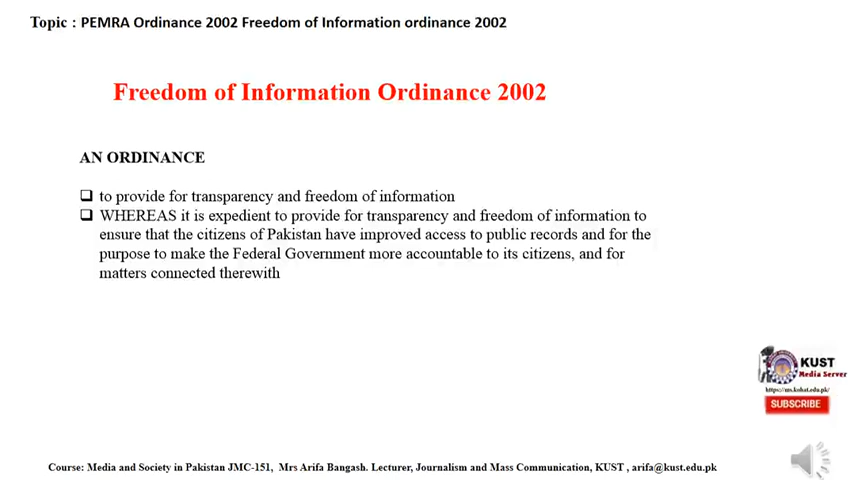 Topic : PEMRA Ordinance 2002 Freedom of Information ordinance 2002
Freedom of Information Ordinance 2002
AN ORDINANCE
to provide for transparency and freedom of information
WHEREAS it is expedient to provide for transparency and freedom of information to
ensure that the citizens of Pakistan have improved access to public records and for the
purpose to make the Federal Government more accountable to its citizens, and for
matters connected therewith
KUST
Media Server
https://ms.kohat.edu.pk/
SUBSCRIBE
Course: Media and Society in Pakistan JMC-151, Mrs Arifa Bangash. Lecturer, Journalism and Mass Communication, KUST , arifa@kust.edu.pk